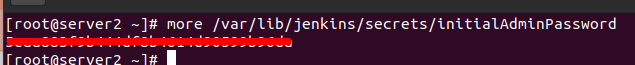 [root@server2 ~]# more /var/lib/jenkins/secrets/initialAdminPassword
[root@server2 ~]#